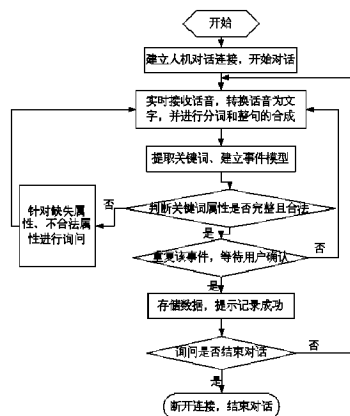 开始
建立人机对话连接，开始对话
实时接收话音，转换话音为文
字，并进行分词和整句的合成
提取关键词、建立事件模型
判断关键词属性是否完整且合法
否
针对缺失属
性、不合法属
性进行询问
是
重复该事件，等待用户确认
否
是
存储数据，提示记录成功
询问是否结束对话
否
是
断开连接，结束对话